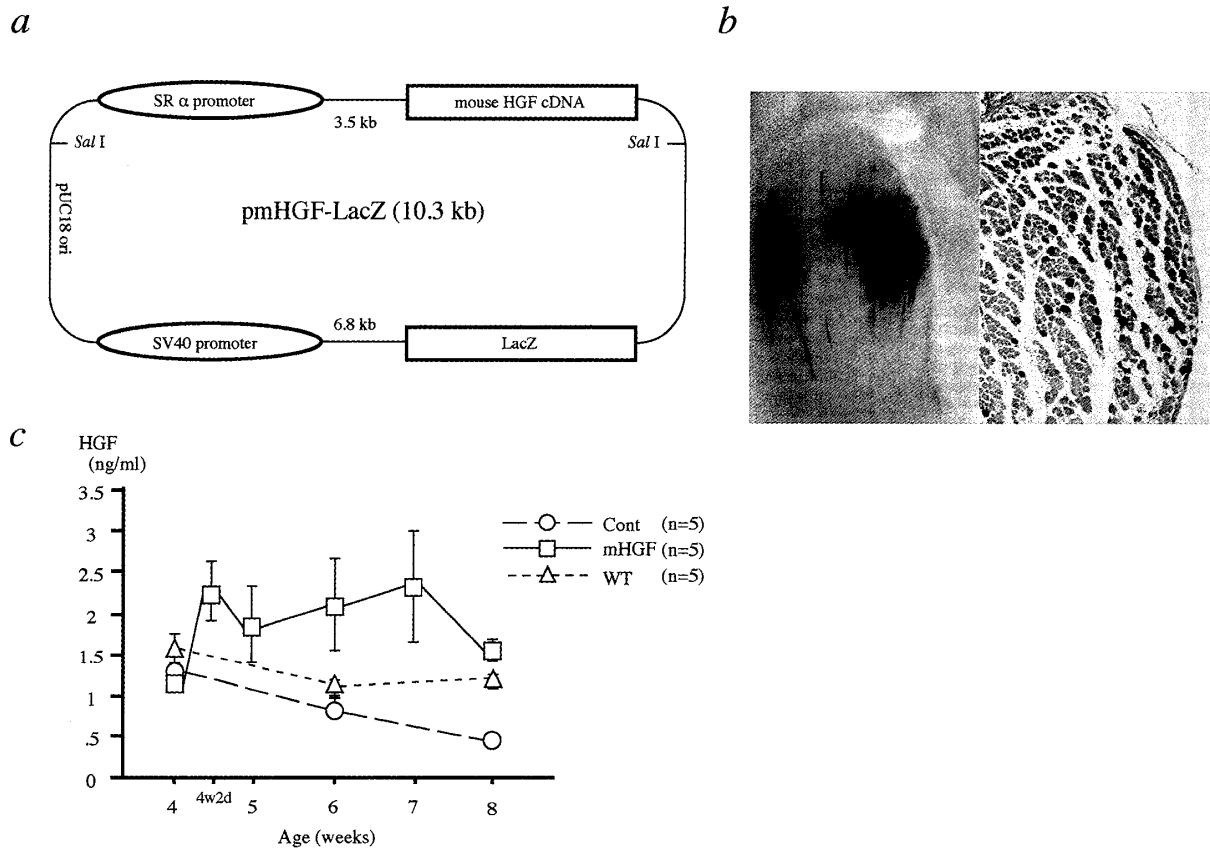 a
b
SR α promoter
mouse HGF cDNA
3.5 kb
Sal I
Sal I
pUC18 ori
pmHGF-LacZ (10.3 kb)
6.8 kb
SV40 promoter
LacZ
c
HGF
(ng/ml)
3.5
3
2.5
2
1.5
1
.5
0
Cont (n=5)
mHGF (n=5)
WT (n=5)
4
4w2d
5
6
7
8
Age (weeks)